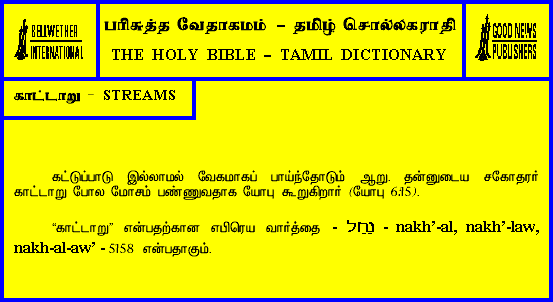 BELLWETHER
INTERNATIONAL
பரிசுத்த வேதாகமம் – தமிழ் சொல்லகராதி
THE HOLY BIBLE – TAMIL DICTIONARY
GOOD NEWS
PUBLISHERS
காட்டாறு - STREAMS
கட்டுப்பாடு இல்லாமல் வேகமாகப் பாய்ந்தோடும் ஆறு. தன்னுடைய சகோதரர்
காட்டாறு போல மோசம் பண்ணுவதாக யோபு கூறுகிறார் (யோபு 6:15).
“காட்டாறு” என்பதற்கான எபிரெய வார்த்தை - נַחַל - nakh’-al, nakh’-law,
nakh-al-aw’ - 5158 என்பதாகும்.